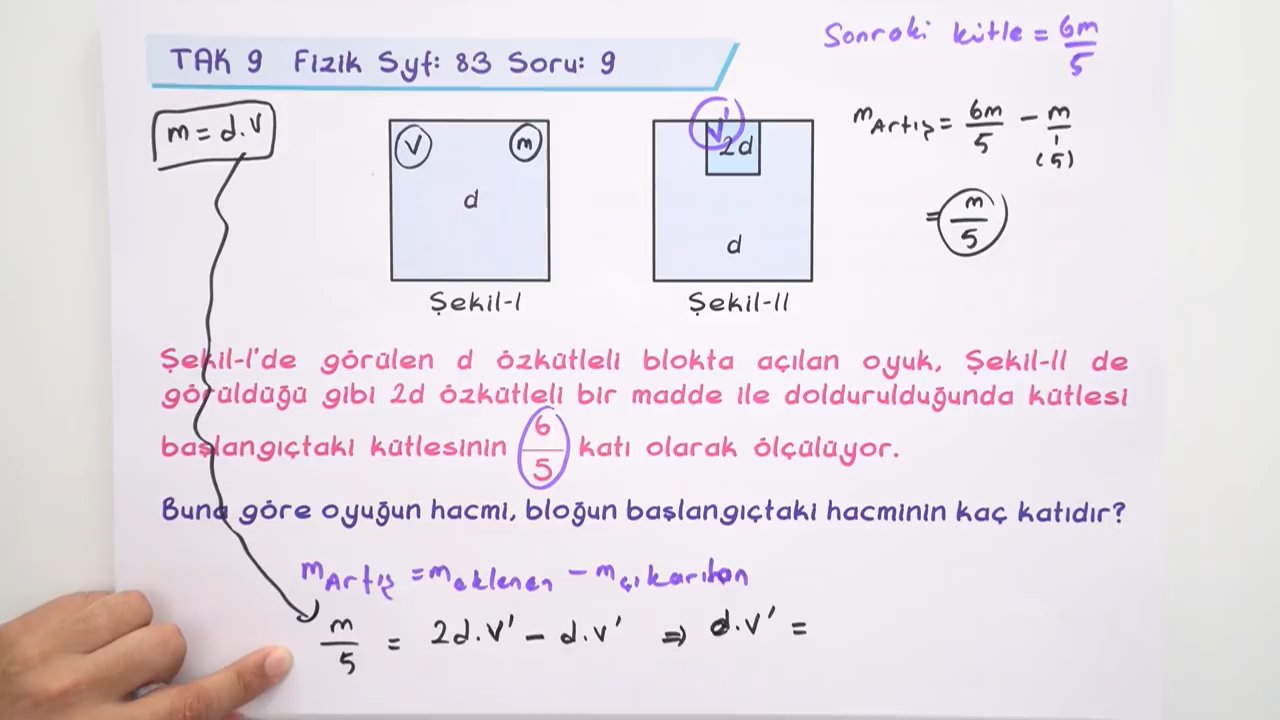 Sonraki kütle = 6m/5
TAK 9 Fizik Syf: 83 Soru: 9
m = d.V
V m
d
Şekil-I
V'
2d
d
Şekil-II
mArtış = 6m/5 - m/1 (5)
= m/5
Şekil-I'de görülen d özkütleli blokta açılan oyuk, Şekil-II de
görüldüğü gibi 2d özkütleli bir madde ile doldurulduğunda kütlesi
başlangıçtaki kütlesinin 6/5 katı olarak ölçülüyor.
Buna göre oyuğun hacmi, bloğun başlangıçtaki hacminin kaç katıdır?
mArtış = meklenen - mçıkarılan
m/5 = 2d.V' - d.V' ⇒ d.V' =